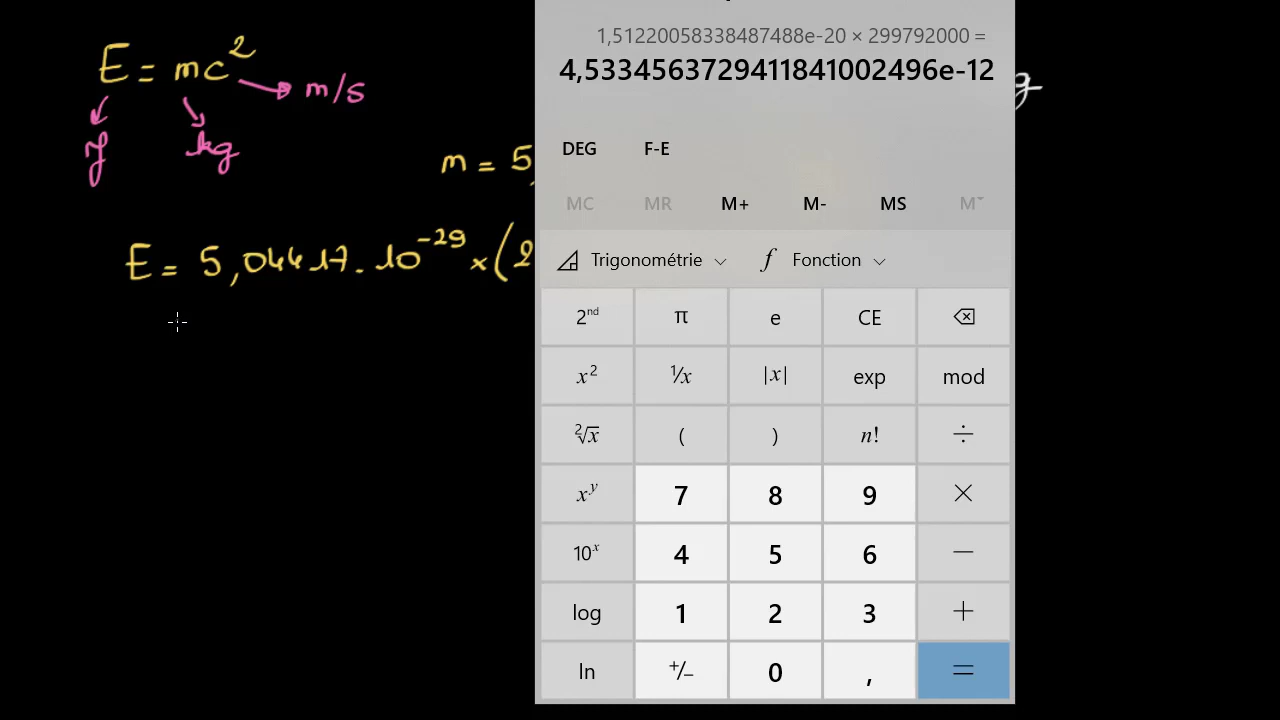 1,51220058338487488e-20 × 299792000 =
4,5334563729411841002496e-12
E = mc² → m/s
g
J kg
DEG F-E
m = 5,
MC MR M+ M- MS M˅
E = 5,04417.10⁻²⁹ × (2
Trigonométrie Fonction
2ⁿᵈ π e CE
x² ¹⁄x |x| exp mod
²√x ( ) n! ÷
xʸ 7 8 9 ×
10ˣ 4 5 6 −
log 1 2 3 +
ln +/− 0 , =